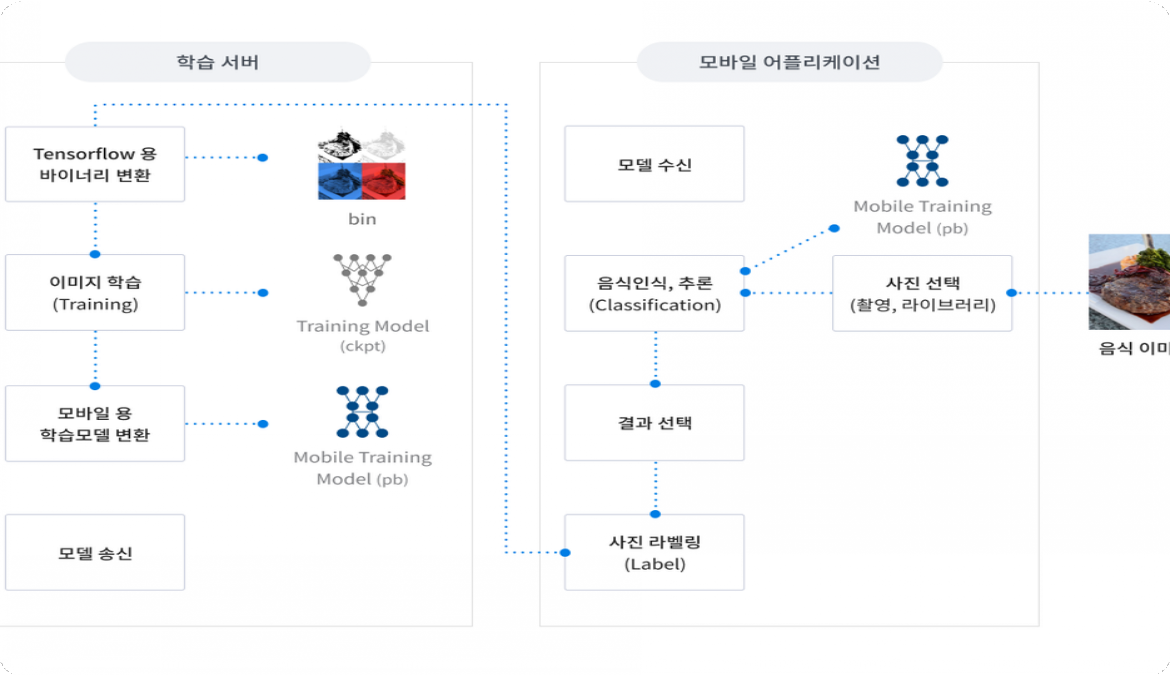 학습 서버
Tensorflow 용
바이너리 변환
bin
이미지 학습
(Training)
Training Model
(ckpt)
모바일 용
학습모델 변환
Mobile Training
Model (pb)
모델 송신
모바일 어플리케이션
모델 수신
Mobile Training
Model (pb)
음식인식, 추론
(Classification)
사진 선택
(촬영, 라이브러리)
음식 이미
결과 선택
사진 라벨링
(Label)